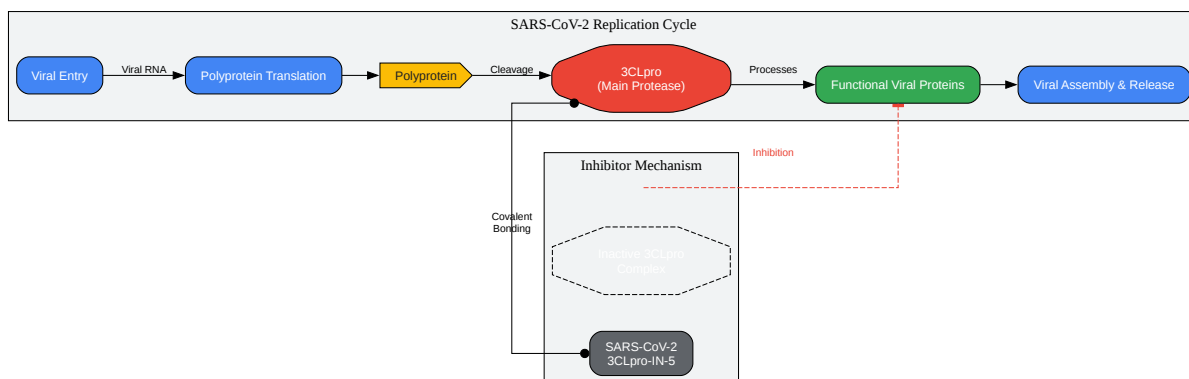 SARS-CoV-2 Replication Cycle
Viral Entry
Viral RNA
Polyprotein Translation
Polyprotein
Cleavage
3CLpro
(Main Protease)
Processes
Functional Viral Proteins
Viral Assembly & Release
Inhibitor Mechanism
Inhibition
Covalent
Bonding
Inactive 3CLpro
Complex
SARS-CoV-2
3CLpro-IN-5